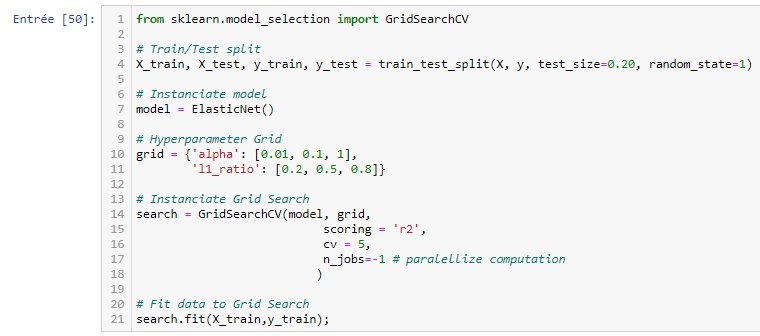 Entrée [50]:
1 from sklearn.model_selection import GridSearchCV
2
3 # Train/Test split
4 X_train, X_test, y_train, y_test = train_test_split(X, y, test_size=0.20, random_state=1)
5
6 # Instanciate model
7 model = ElasticNet()
8
9 # Hyperparameter Grid
10 grid = {'alpha': [0.01, 0.1, 1],
11         'l1_ratio': [0.2, 0.5, 0.8]}
12
13 # Instanciate Grid Search
14 search = GridSearchCV(model, grid,
15                            scoring = 'r2',
16                            cv = 5,
17                            n_jobs=-1 # paralellize computation
18                           )
19
20 # Fit data to Grid Search
21 search.fit(X_train,y_train);